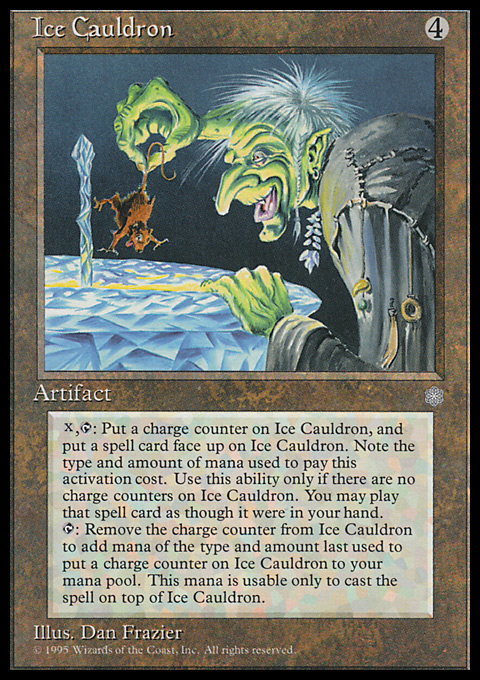 Ice Cauldron 4
Artifact
X, : Put a charge counter on Ice Cauldron, and
put a spell card face up on Ice Cauldron. Note the
type and amount of mana used to pay this
activation cost. Use this ability only if there are no
charge counters on Ice Cauldron. You may play
that spell card as though it were in your hand.
: Remove the charge counter from Ice Cauldron
to add mana of the type and amount last used to
put a charge counter on Ice Cauldron to your
mana pool. This mana is usable only to cast the
spell on top of Ice Cauldron.
Illus. Dan Frazier
© 1995 Wizards of the Coast, Inc. All rights reserved.